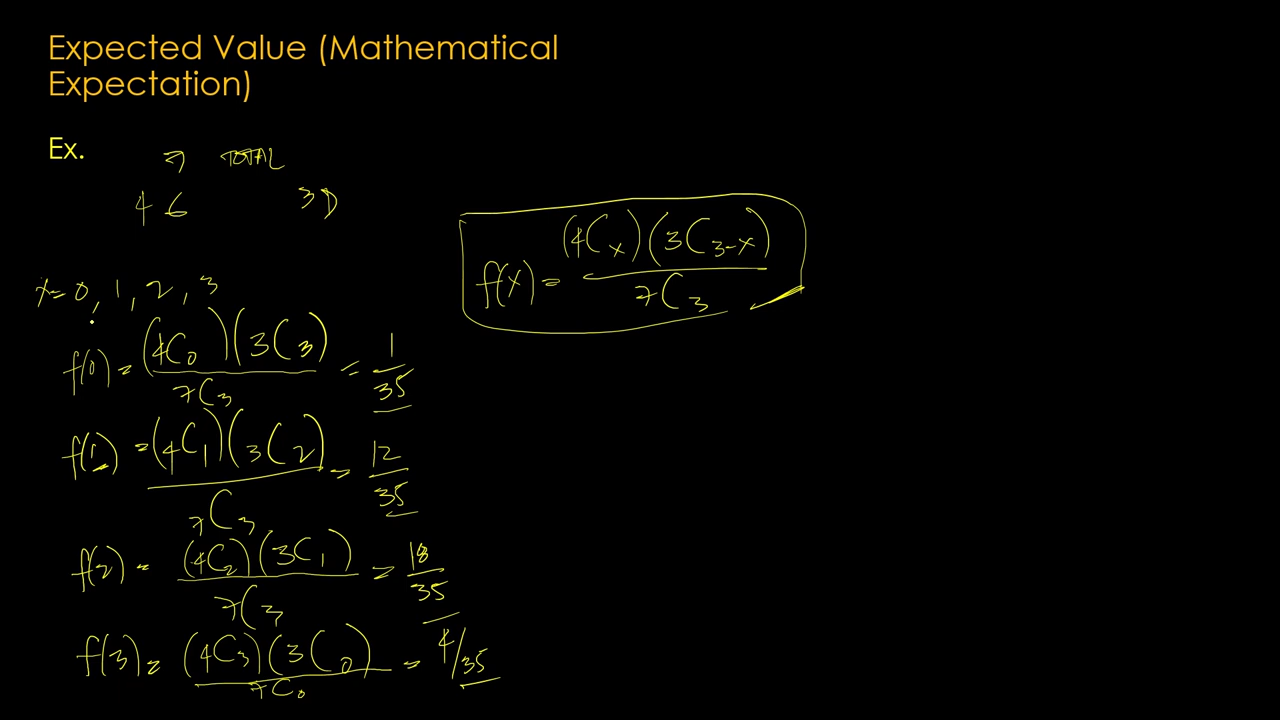 Expected Value (Mathematical
Expectation)
Ex.
7 TOTAL
4 G 3D
x=0, 1, 2, 3
f(x) = (4Cx)(3C3-x)
7C3
f(0) = (4C0)(3C3) = 1
7C3 35
f(1) = (4C1)(3C2) = 12
7C3 35
f(2) = (4C2)(3C1) = 18
7C3 35
f(3) = (4C3)(3C0) = 4/35
7C0